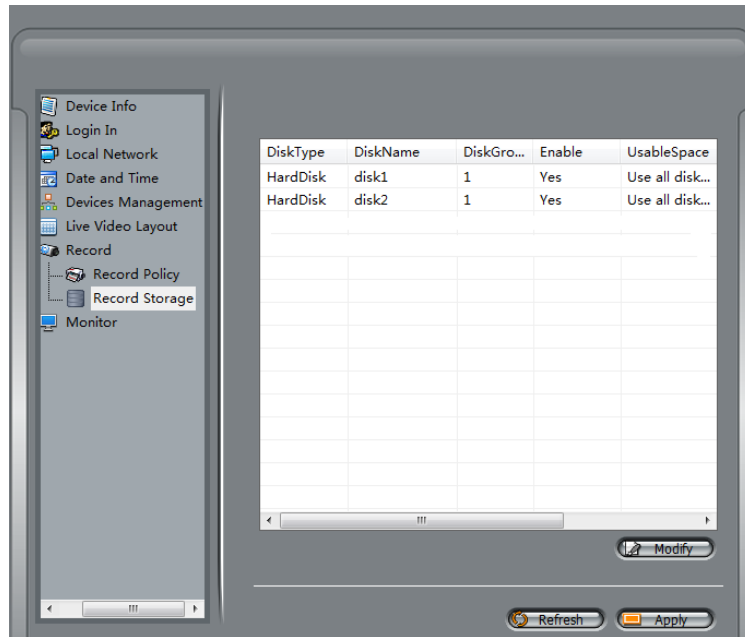 Device Info
Login In
Local Network
Date and Time
Devices Management
Live Video Layout
Record
Record Policy
Record Storage
Monitor
DiskType DiskName DiskGro... Enable UsableSpace
HardDisk disk1 1 Yes Use all disk...
HardDisk disk2 1 Yes Use all disk...
Modify
Refresh Apply